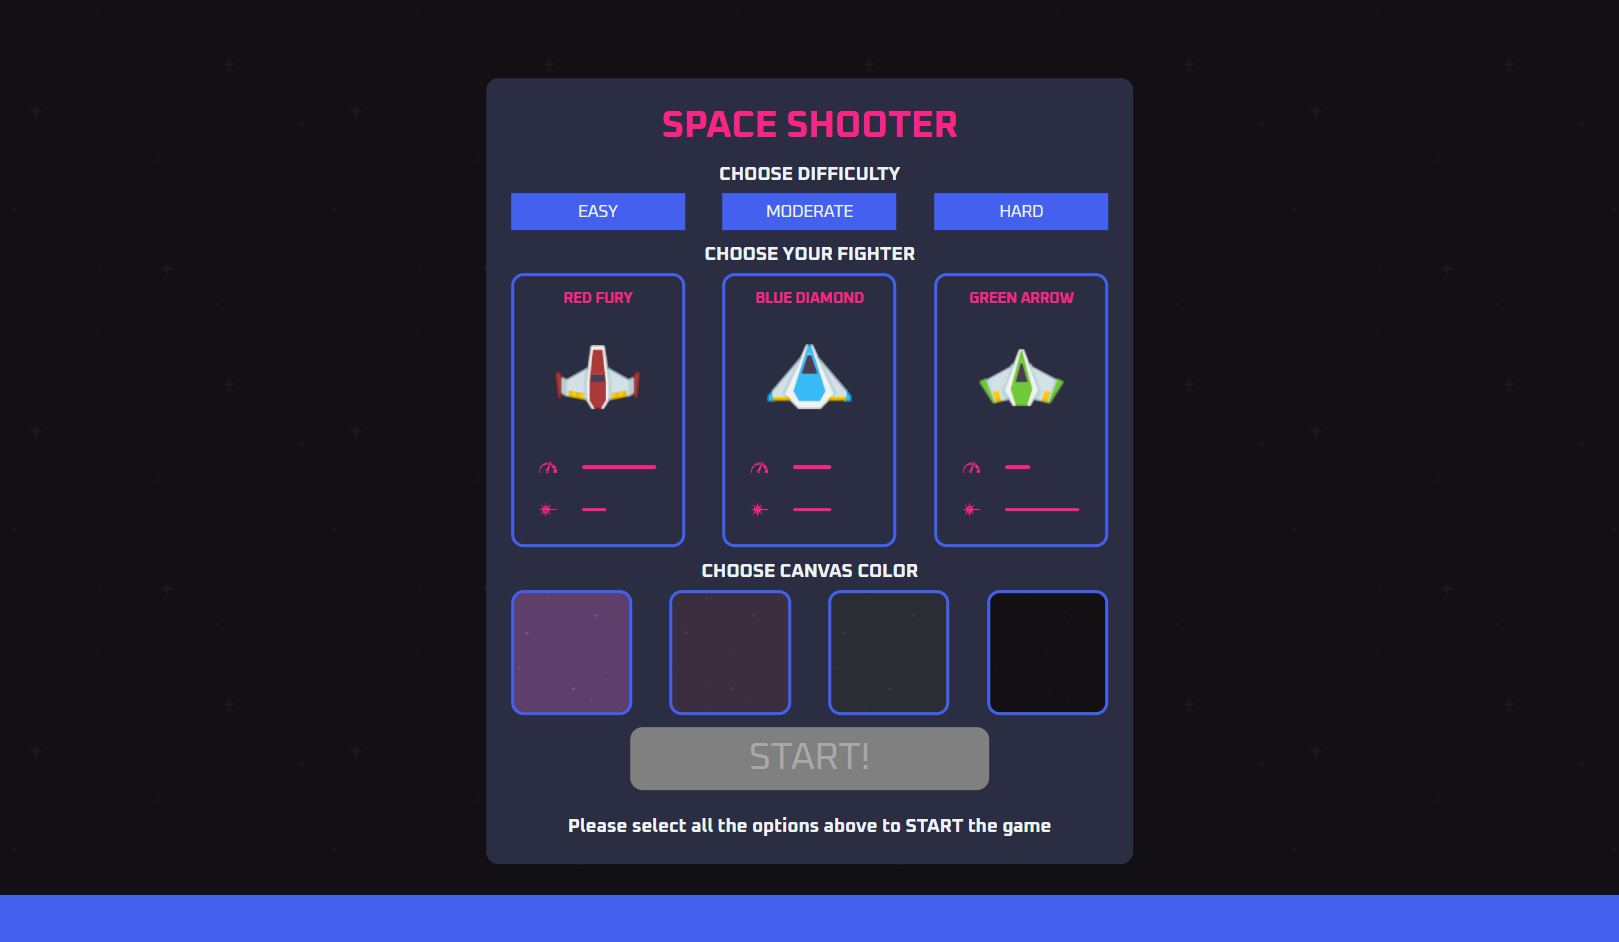 SPACE SHOOTER
CHOOSE DIFFICULTY
EASY
MODERATE
HARD
CHOOSE YOUR FIGHTER
RED FURY
BLUE DIAMOND
GREEN ARROW
CHOOSE CANVAS COLOR
START!
Please select all the options above to START the game